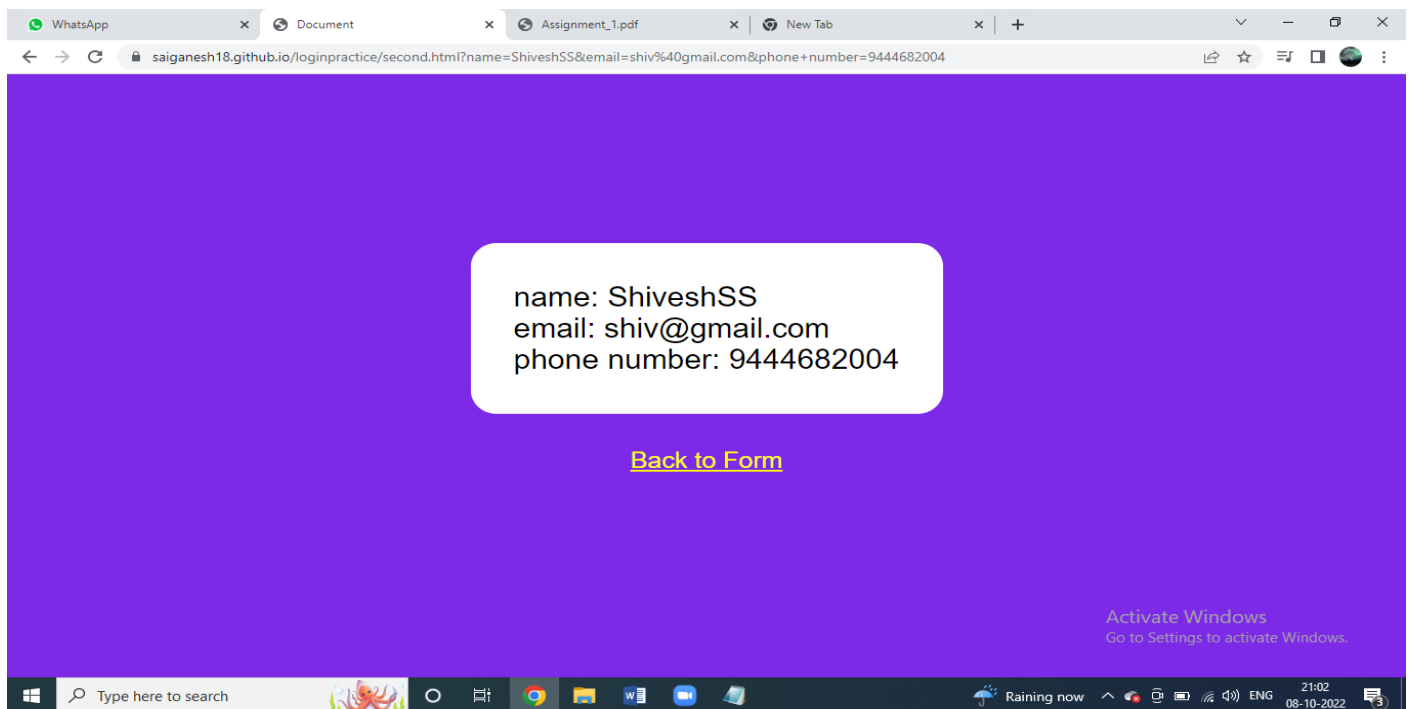 WhatsApp
Document
Assignment_1.pdf
New Tab
saiganesh18.github.io/loginpractice/second.html?name=ShiveshSS&email=shiv%40gmail.com&phone+number=9444682004
name: ShiveshSS
email: shiv@gmail.com
phone number: 9444682004
Back to Form
Activate Windows
Go to Settings to activate Windows.
Type here to search
Raining now
ENG
21:02
08-10-2022
3